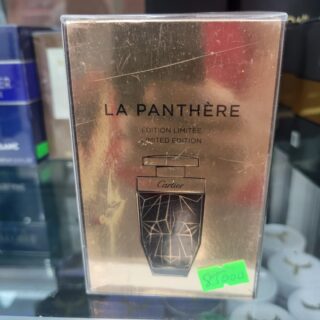 LA PANTHÈRE
EDITION LIMITÉE
LIMITED EDITION
Cartier